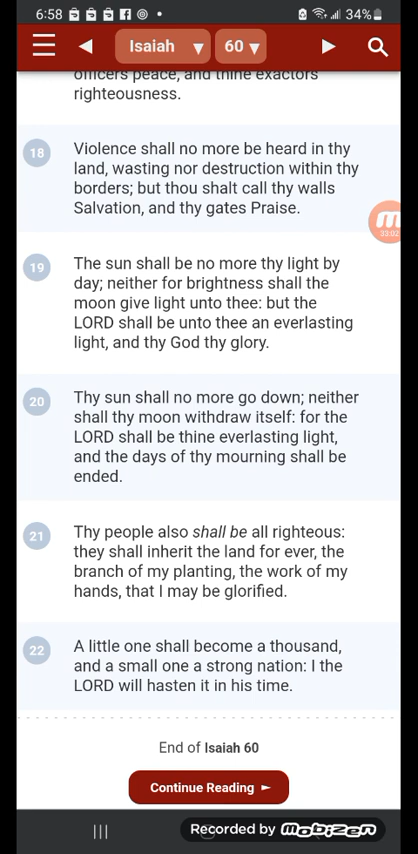 6:58 34%
Isaiah 60
officers peace, and thine exactors
righteousness.
18 Violence shall no more be heard in thy
land, wasting nor destruction within thy
borders; but thou shalt call thy walls
Salvation, and thy gates Praise.
33:02
19 The sun shall be no more thy light by
day; neither for brightness shall the
moon give light unto thee: but the
LORD shall be unto thee an everlasting
light, and thy God thy glory.
20 Thy sun shall no more go down; neither
shall thy moon withdraw itself: for the
LORD shall be thine everlasting light,
and the days of thy mourning shall be
ended.
21 Thy people also shall be all righteous:
they shall inherit the land for ever, the
branch of my planting, the work of my
hands, that I may be glorified.
22 A little one shall become a thousand,
and a small one a strong nation: I the
LORD will hasten it in his time.
End of Isaiah 60
Continue Reading
Recorded by mobizen